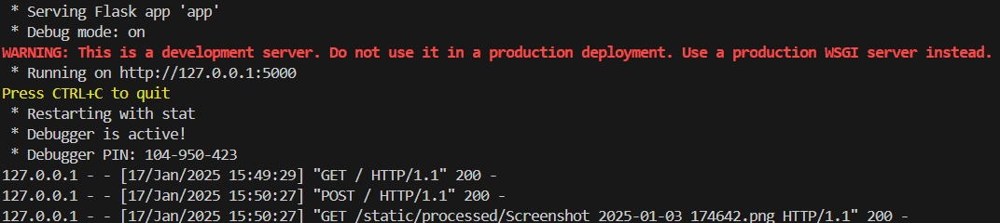 * Serving Flask app 'app'
* Debug mode: on
WARNING: This is a development server. Do not use it in a production deployment. Use a production WSGI server instead.
* Running on http://127.0.0.1:5000
Press CTRL+C to quit
* Restarting with stat
* Debugger is active!
* Debugger PIN: 104-950-423
127.0.0.1 - - [17/Jan/2025 15:49:29] "GET / HTTP/1.1" 200 -
127.0.0.1 - - [17/Jan/2025 15:50:27] "POST / HTTP/1.1" 200 -
127.0.0.1 - - [17/Jan/2025 15:50:27] "GET /static/processed/Screenshot 2025-01-03 174642.png HTTP/1.1" 200 -